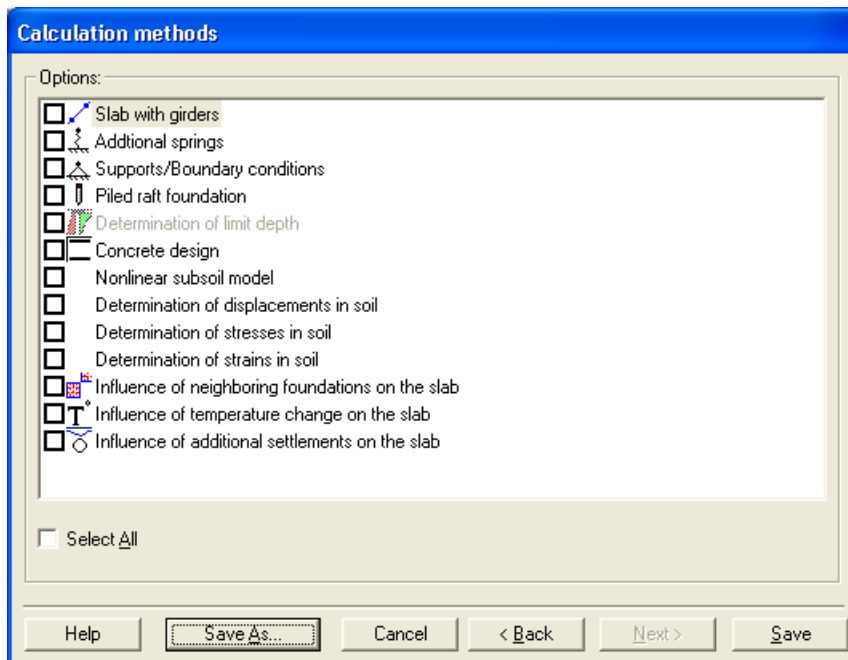 Calculation methods
Options:
Slab with girders
Addtional springs
Supports/Boundary conditions
Piled raft foundation
Determination of limit depth
Concrete design
Nonlinear subsoil model
Determination of displacements in soil
Determination of stresses in soil
Determination of strains in soil
Influence of neighboring foundations on the slab
T° Influence of temperature change on the slab
Influence of additional settlements on the slab
Select All
Help Save As... Cancel < Back Next > Save